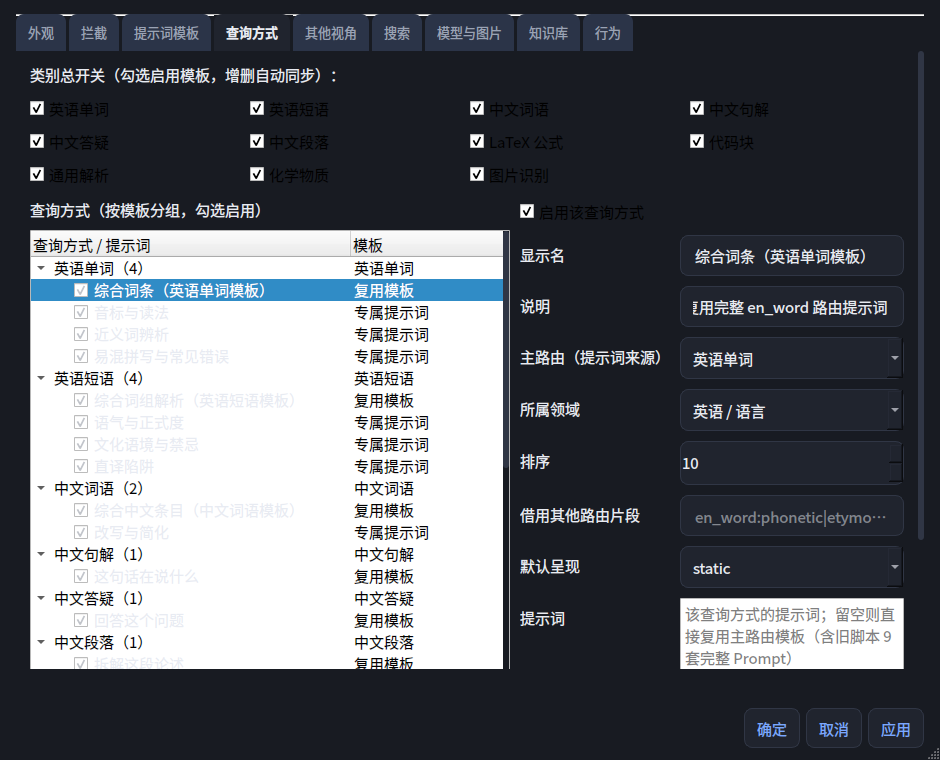 外观 拦截 提示词模板 查询方式 其他视角 搜索 模型与图片 知识库 行为
类别总开关（勾选启用模板，增删自动同步）：
英语单词 英语短语 中文词语 中文句解
中文答疑 中文段落 LaTeX 公式 代码块
通用解析 化学物质 图片识别
查询方式（按模板分组，勾选启用）
启用该查询方式
查询方式 / 提示词 模板
英语单词（4） 英语单词
综合词条（英语单词模板） 复用模板
音标与读法 专属提示词
近义词辨析 专属提示词
易混拼写与常见错误 专属提示词
英语短语（4） 英语短语
综合词组解析（英语短语模板） 复用模板
语气与正式度 专属提示词
文化语境与禁忌 专属提示词
直译陷阱 专属提示词
中文词语（2） 中文词语
综合中文条目（中文词语模板） 复用模板
改写与简化 专属提示词
中文句解（1） 中文句解
这句话在说什么 复用模板
中文答疑（1） 中文答疑
回答这个问题 复用模板
中文段落（1） 中文段落
拆解这段论述 复用模板
显示名 综合词条（英语单词模板）
说明 复用完整 en_word 路由提示词
主路由（提示词来源） 英语单词
所属领域 英语 / 语言
排序 10
借用其他路由片段 en_word:phonetic|etymo…
默认呈现 static
提示词 该查询方式的提示词；留空则直
接复用主路由模板（含旧脚本 9
套完整 Prompt）
确定 取消 应用